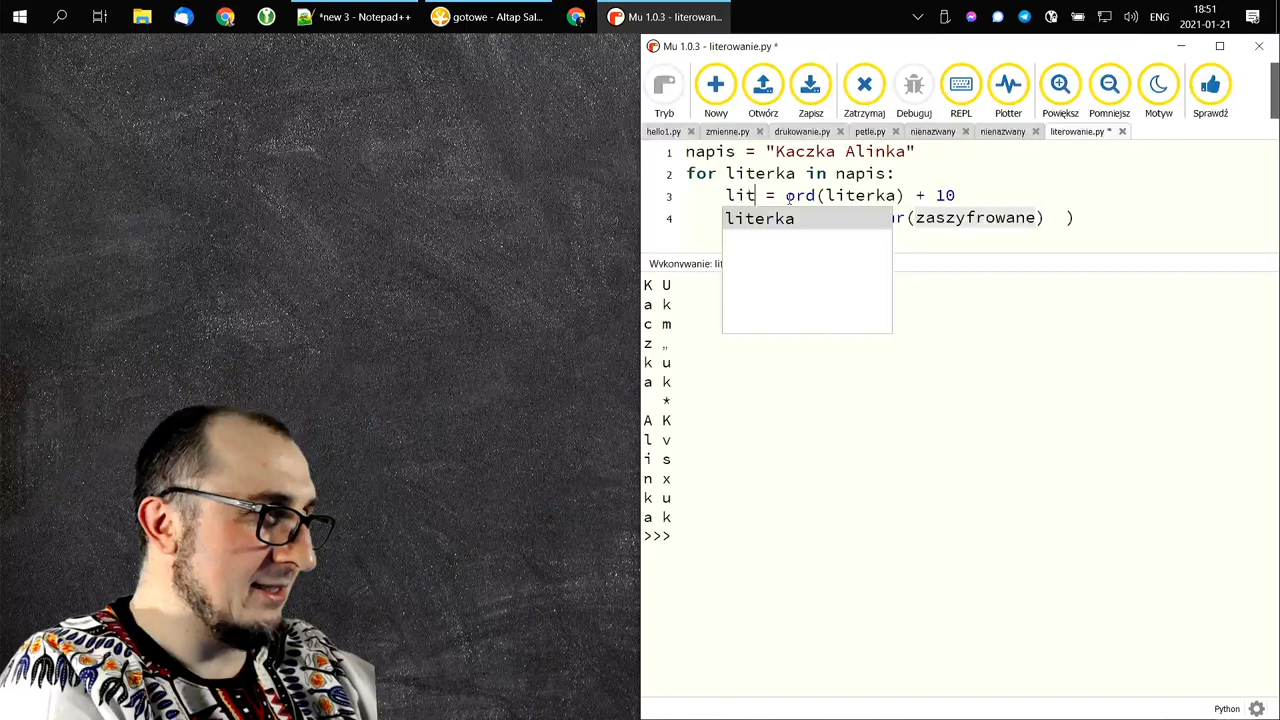 *new 3 - Notepad++
gotowe - Altap Sal...
Mu 1.0.3 - literowan...
ENG
18:51
2021-01-21
Mu 1.0.3 - literowanie.py *
Tryb
Nowy
Otwórz
Zapisz
Zatrzymaj
Debuguj
REPL
Plotter
Powiększ
Pomniejsz
Motyw
Sprawdź
hello1.py
zmienne.py
drukowanie.py
petle.py
nienazwany
nienazwany
literowanie.py *
1 napis = "Kaczka Alinka"
2 for literka in napis:
3 lit = ord(literka) + 10
literka
4 (zaszyfrowane) )
Wykonywanie: lit
K U
a k
c m
z „
k u
a k
*
A K
l v
i s
n x
k u
a k
>>>
Python